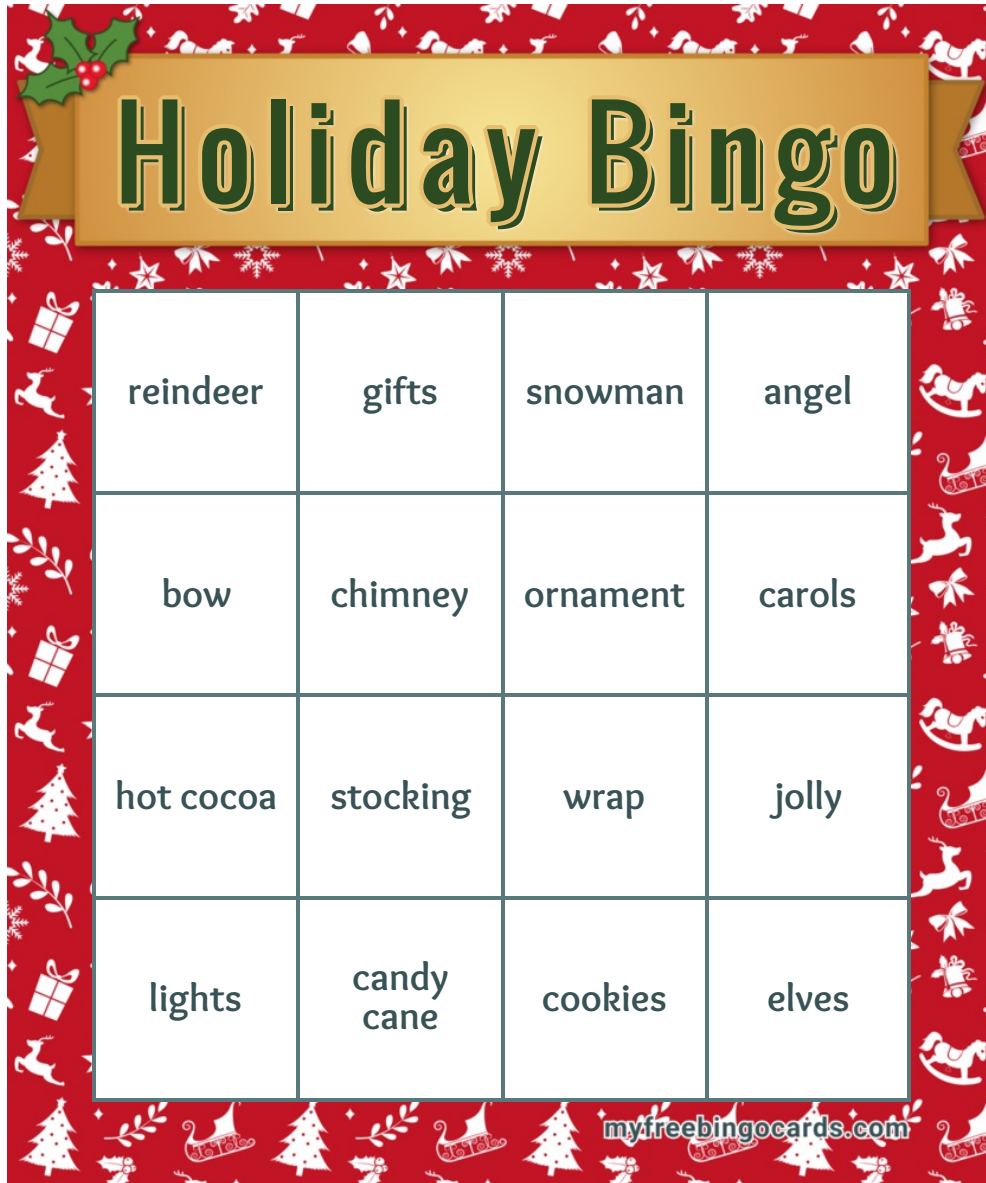 Holiday Bingo
reindeer gifts snowman angel
bow chimney ornament carols
hot cocoa stocking wrap jolly
lights candy cane cookies elves
myfreebingocards.com